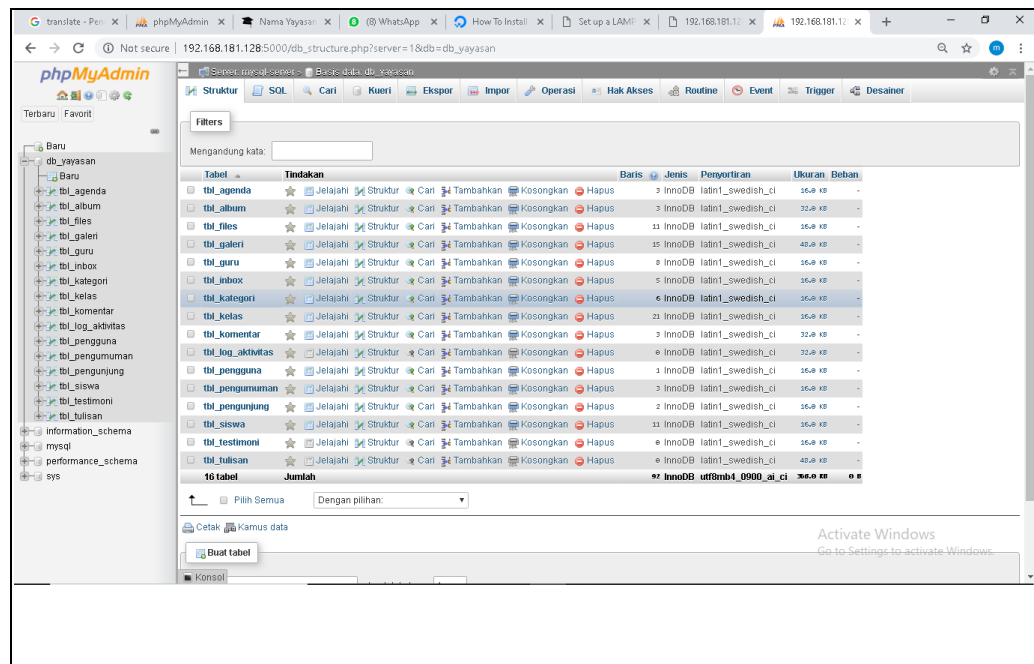 translate - Pen
phpMyAdmin
Nama Yayasan
(8) WhatsApp
How To Install
Set up a LAMP
192.168.181.12
192.168.181.12
Not secure | 192.168.181.128:5000/db_structure.php?server=1&db=db_yayasan
m
phpMyAdmin
Terbaru Favorit
Baru
db_yayasan
Baru
tbl_agenda
tbl_album
tbl_files
tbl_galeri
tbl_guru
tbl_inbox
tbl_kategori
tbl_kelas
tbl_komentar
tbl_log_aktivitas
tbl_pengguna
tbl_pengumuman
tbl_pengunjung
tbl_siswa
tbl_testimoni
tbl_tulisan
information_schema
mysql
performance_schema
sys
Server: mysql-server » Basis data: db_yayasan
Struktur SQL Cari Kueri Ekspor Impor Operasi Hak Akses Routine Event Trigger Desainer
Filters
Mengandung kata:
Tabel Tindakan Baris Jenis Penyortiran Ukuran Beban
tbl_agenda Jelajahi Struktur Cari Tambahkan Kosongkan Hapus 3 InnoDB latin1_swedish_ci 16.0 KB -
tbl_album Jelajahi Struktur Cari Tambahkan Kosongkan Hapus 3 InnoDB latin1_swedish_ci 32.0 KB -
tbl_files Jelajahi Struktur Cari Tambahkan Kosongkan Hapus 11 InnoDB latin1_swedish_ci 16.0 KB -
tbl_galeri Jelajahi Struktur Cari Tambahkan Kosongkan Hapus 15 InnoDB latin1_swedish_ci 48.0 KB -
tbl_guru Jelajahi Struktur Cari Tambahkan Kosongkan Hapus 8 InnoDB latin1_swedish_ci 16.0 KB -
tbl_inbox Jelajahi Struktur Cari Tambahkan Kosongkan Hapus 5 InnoDB latin1_swedish_ci 16.0 KB -
tbl_kategori Jelajahi Struktur Cari Tambahkan Kosongkan Hapus 6 InnoDB latin1_swedish_ci 16.0 KB -
tbl_kelas Jelajahi Struktur Cari Tambahkan Kosongkan Hapus 21 InnoDB latin1_swedish_ci 16.0 KB -
tbl_komentar Jelajahi Struktur Cari Tambahkan Kosongkan Hapus 3 InnoDB latin1_swedish_ci 32.0 KB -
tbl_log_aktivitas Jelajahi Struktur Cari Tambahkan Kosongkan Hapus 0 InnoDB latin1_swedish_ci 32.0 KB -
tbl_pengguna Jelajahi Struktur Cari Tambahkan Kosongkan Hapus 1 InnoDB latin1_swedish_ci 16.0 KB -
tbl_pengumuman Jelajahi Struktur Cari Tambahkan Kosongkan Hapus 3 InnoDB latin1_swedish_ci 16.0 KB -
tbl_pengunjung Jelajahi Struktur Cari Tambahkan Kosongkan Hapus 2 InnoDB latin1_swedish_ci 16.0 KB -
tbl_siswa Jelajahi Struktur Cari Tambahkan Kosongkan Hapus 11 InnoDB latin1_swedish_ci 16.0 KB -
tbl_testimoni Jelajahi Struktur Cari Tambahkan Kosongkan Hapus 0 InnoDB latin1_swedish_ci 16.0 KB -
tbl_tulisan Jelajahi Struktur Cari Tambahkan Kosongkan Hapus 0 InnoDB latin1_swedish_ci 48.0 KB -
16 tabel Jumlah 92 InnoDB utf8mb4_0900_ai_ci 368.0 KB 0 B
Pilih Semua Dengan pilihan:
Cetak Kamus data
Buat tabel
Konsol
Activate Windows
Go to Settings to activate Windows.